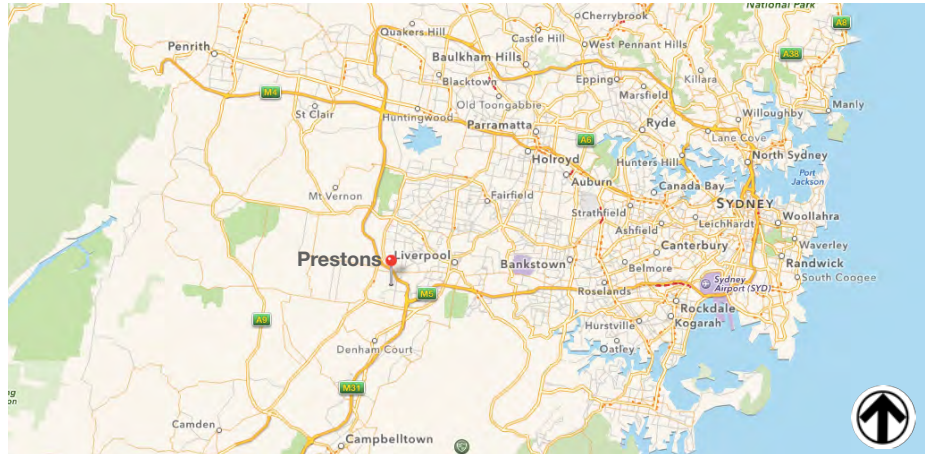 National Park
A8
Cherrybrook
Quakers Hill
Castle Hill
Penrith
West Pennant Hills
A38
Baulkham Hills
Blacktown
Epping
Killara
M4
Old Toongabbie
Marsfield
St Clair
Huntingwood
Willoughby
Manly
Parramatta
Ryde
Lane Cove
A6
Holroyd
Hunters Hill
North Sydney
Auburn
Port
Jackson
Mt Vernon
Fairfield
Canada Bay
SYDNEY
Strathfield
Woollahra
Ashfield
Leichhardt
Canterbury
Waverley
Prestons
Liverpool
Bankstown
Belmore
Randwick
South Coogee
Sydney
Airport (SYD)
M5
Roselands
Rockdale
A9
Hurstville
Kogarah
Denham Court
Oatley
M31
Camden
Campbelltown